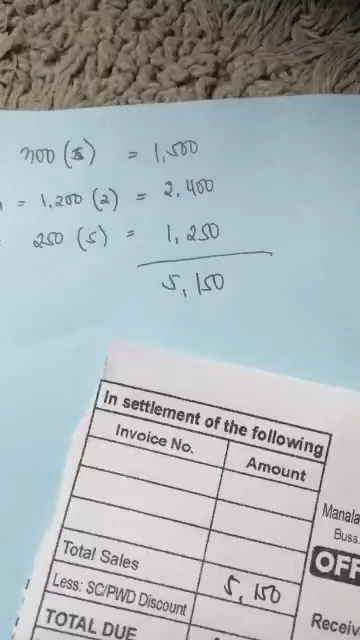 300 (5) = 1,500
= 1,200 (2) = 2,400
250 (5) = 1,250
5,150
In settlement of the following
Invoice No. Amount
Total Sales 5,150
Less: SC/PWD Discount
TOTAL DUE
Buss.
OFF